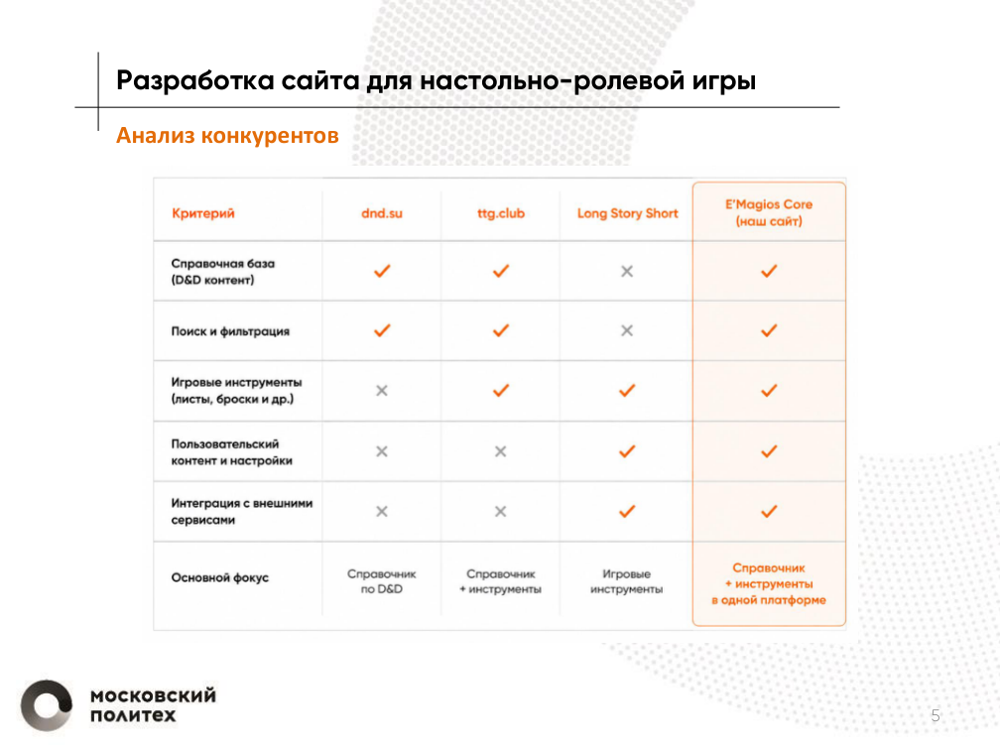 Разработка сайта для настольно-ролевой игры
Анализ конкурентов
Критерий
dnd.su
ttg.club
Long Story Short
E'Magios Core
(наш сайт)
Справочная база
(D&D контент)
Поиск и фильтрация
Игровые инструменты
(листы, броски и др.)
Пользовательский
контент и настройки
Интеграция с внешними
сервисами
Основной фокус
Справочник
по D&D
Справочник
+ инструменты
Игровые
инструменты
Справочник
+ инструменты
в одной платформе
МОСКОВСКИЙ
ПОЛИТЕХ
5